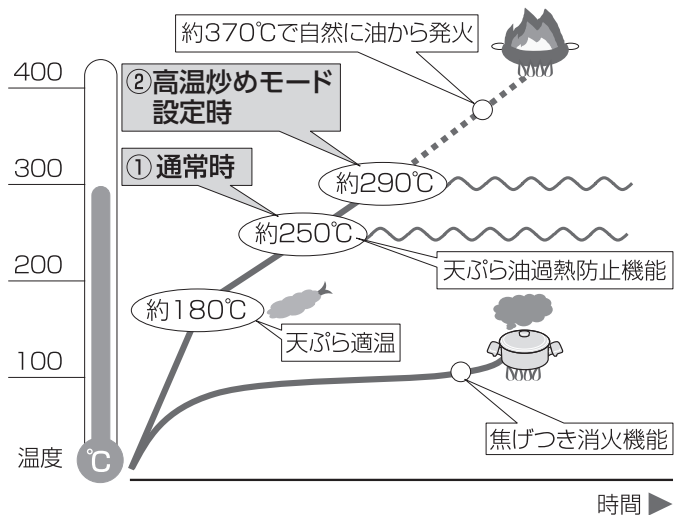 約370℃で自然に油から発火
400
②高温炒めモード
設定時
300
①通常時
約290℃
約250℃
200
天ぷら油過熱防止機能
約180℃
天ぷら適温
100
焦げつき消火機能
温度
℃
時間